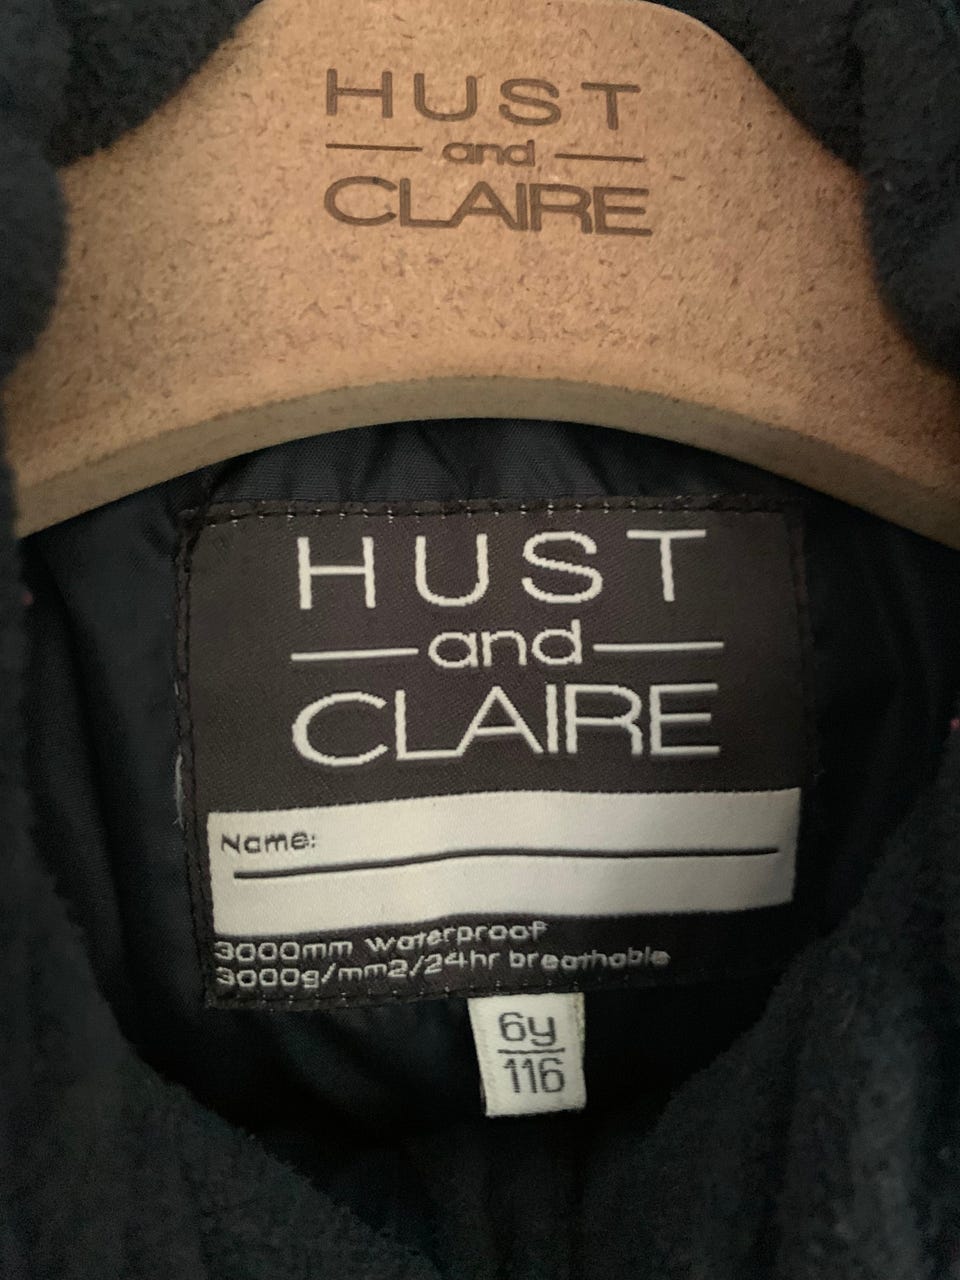 HUST
and
CLAIRE
HUST
and
CLAIRE
Name:
3000mm waterproof
3000g/mm2/24hr breathable
6y
116